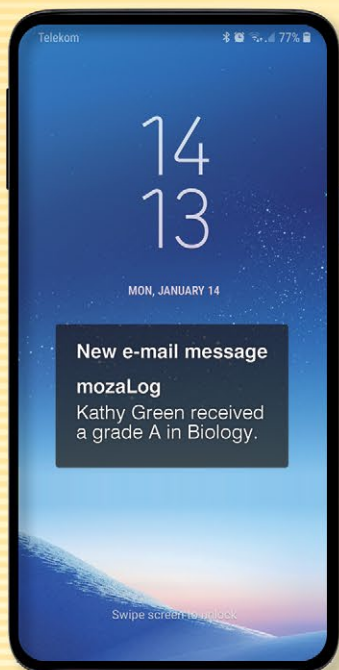 Telekom 77%
14
13
MON, JANUARY 14
New e-mail message
mozaLog
Kathy Green received
a grade A in Biology.
Swipe screen to unlock